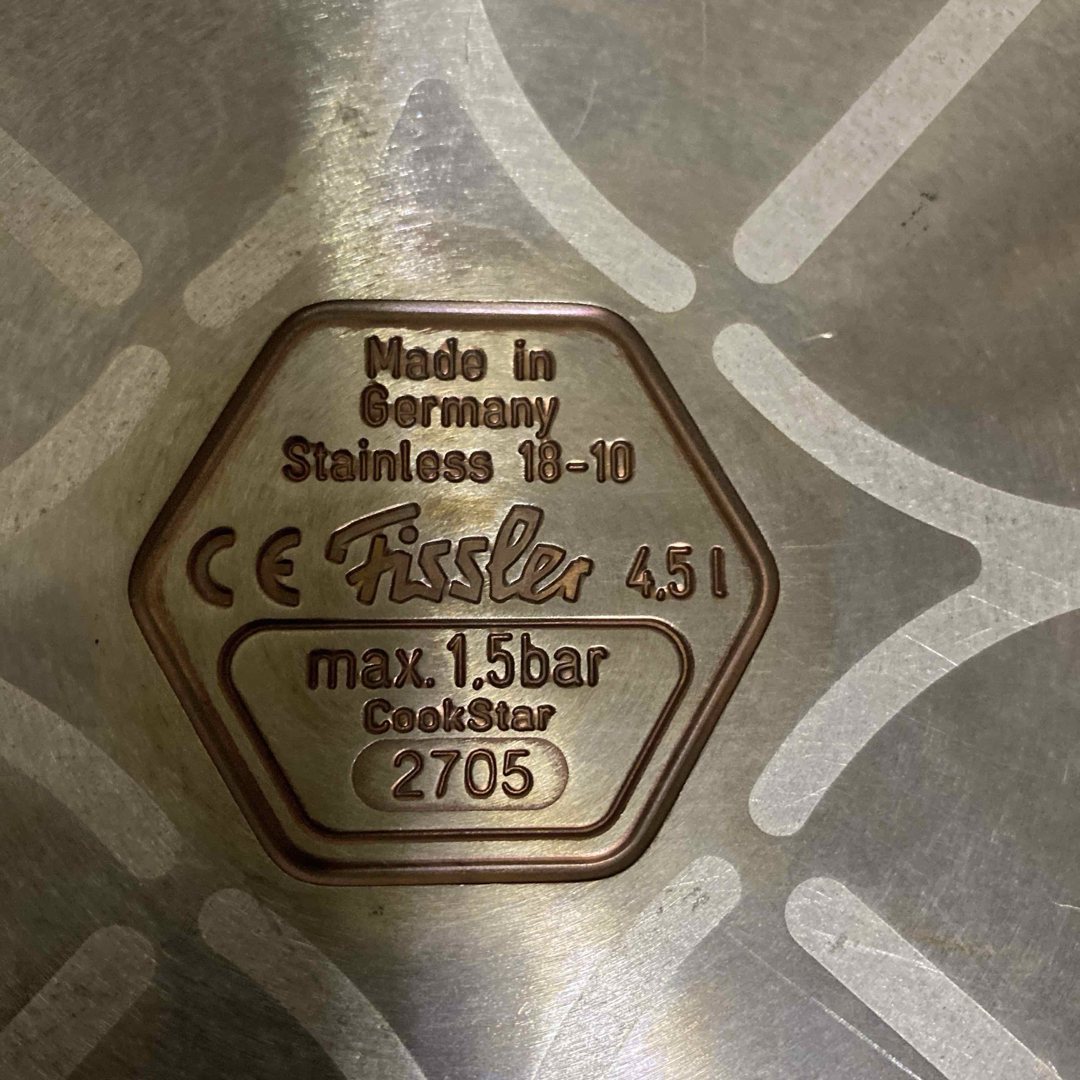 Made in
Germany
Stainless 18-10
CE Fissler 4,5 l
max. 1,5bar
CookStar
2705